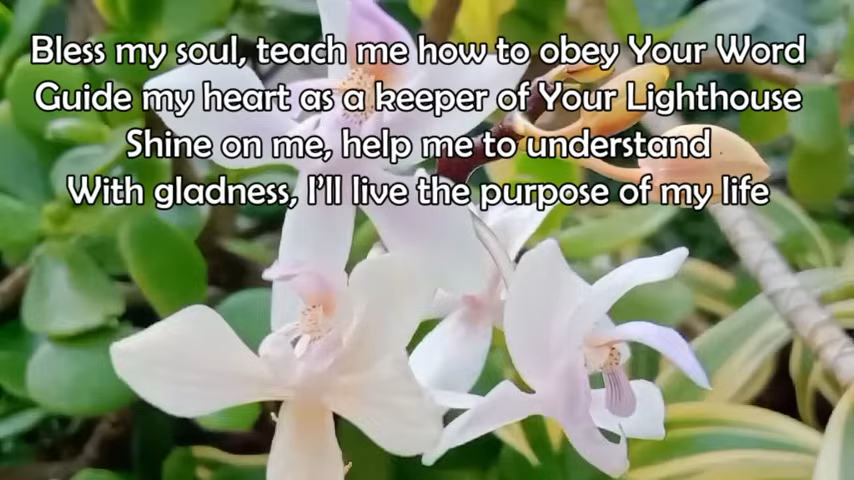 Bless my soul, teach me how to obey Your Word
Guide my heart as a keeper of Your Lighthouse
Shine on me, help me to understand
With gladness, I'll live the purpose of my life